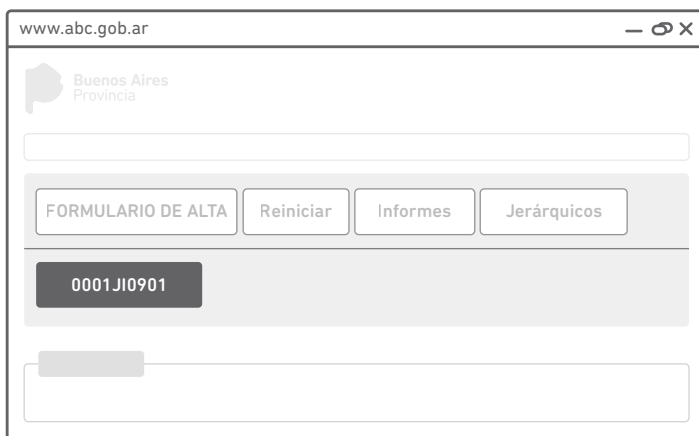 www.abc.gob.ar
Buenos Aires
Provincia
FORMULARIO DE ALTA Reiniciar Informes Jerárquicos
0001JI0901